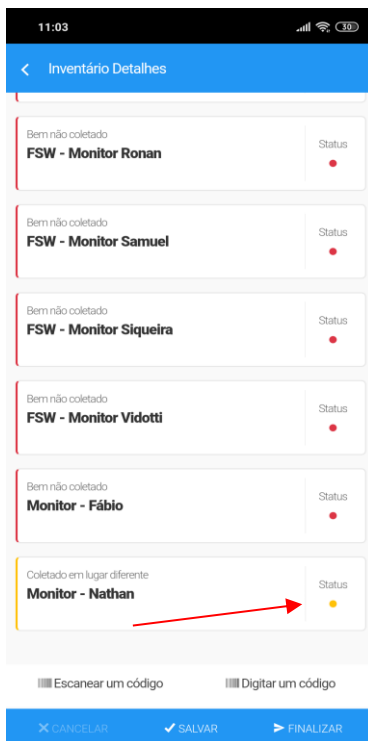 11:03
30
Inventário Detalhes
Bem não coletado
FSW - Monitor Ronan
Status
Bem não coletado
FSW - Monitor Samuel
Status
Bem não coletado
FSW - Monitor Siqueira
Status
Bem não coletado
FSW - Monitor Vidotti
Status
Bem não coletado
Monitor - Fábio
Status
Coletado em lugar diferente
Monitor - Nathan
Status
Escanear um código
Digitar um código
CANCELAR
SALVAR
FINALIZAR